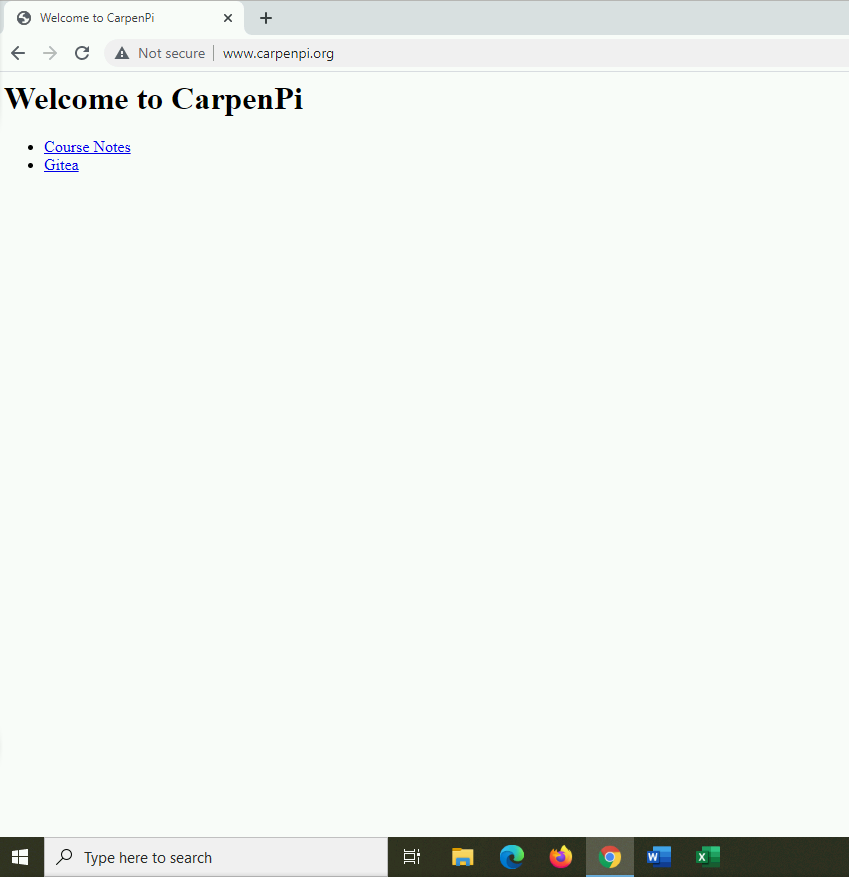 Welcome to CarpenPi
Not secure | www.carpenpi.org
Welcome to CarpenPi
Course Notes
Gitea
Type here to search